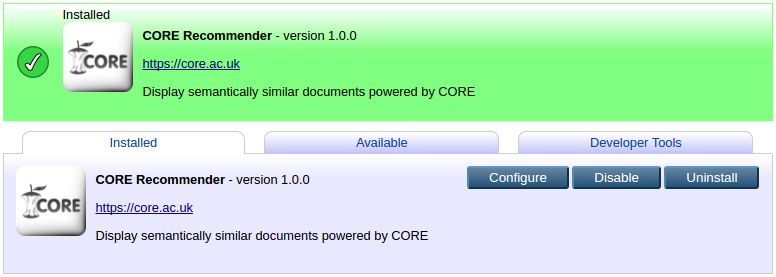 Installed
CORE
CORE Recommender - version 1.0.0
https://core.ac.uk
Display semantically similar documents powered by CORE
Installed
Available
Developer Tools
CORE
CORE Recommender - version 1.0.0
Configure
Disable
Uninstall
https://core.ac.uk
Display semantically similar documents powered by CORE